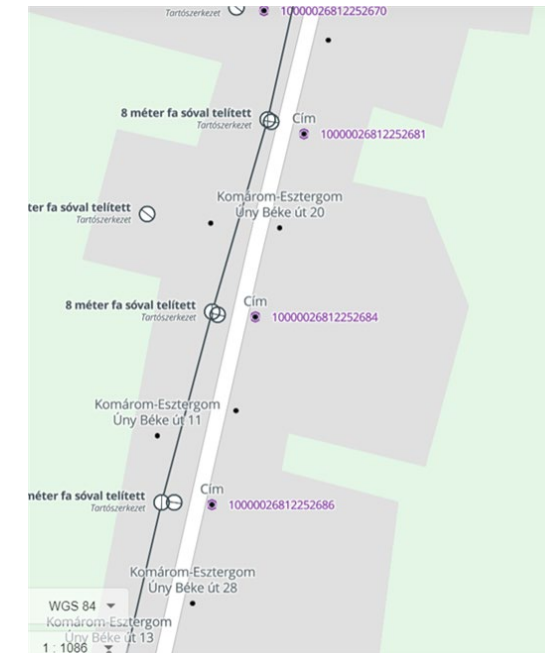 Tartószerkezet
10000026812252670
8 méter fa sóval telített
Tartószerkezet
Cím
10000026812252681
ter fa sóval telített
Tartószerkezet
Komárom-Esztergom
Úny Béke út 20
8 méter fa sóval telített
Tartószerkezet
Cím
10000026812252684
Komárom-Esztergom
Úny Béke út 11
méter fa sóval telített
Tartószerkezet
Cím
10000026812252686
Komárom-Esztergom
Úny Béke út 28
WGS 84
Komárom-Esztergom
Úny Béke út 13
1 : 1086